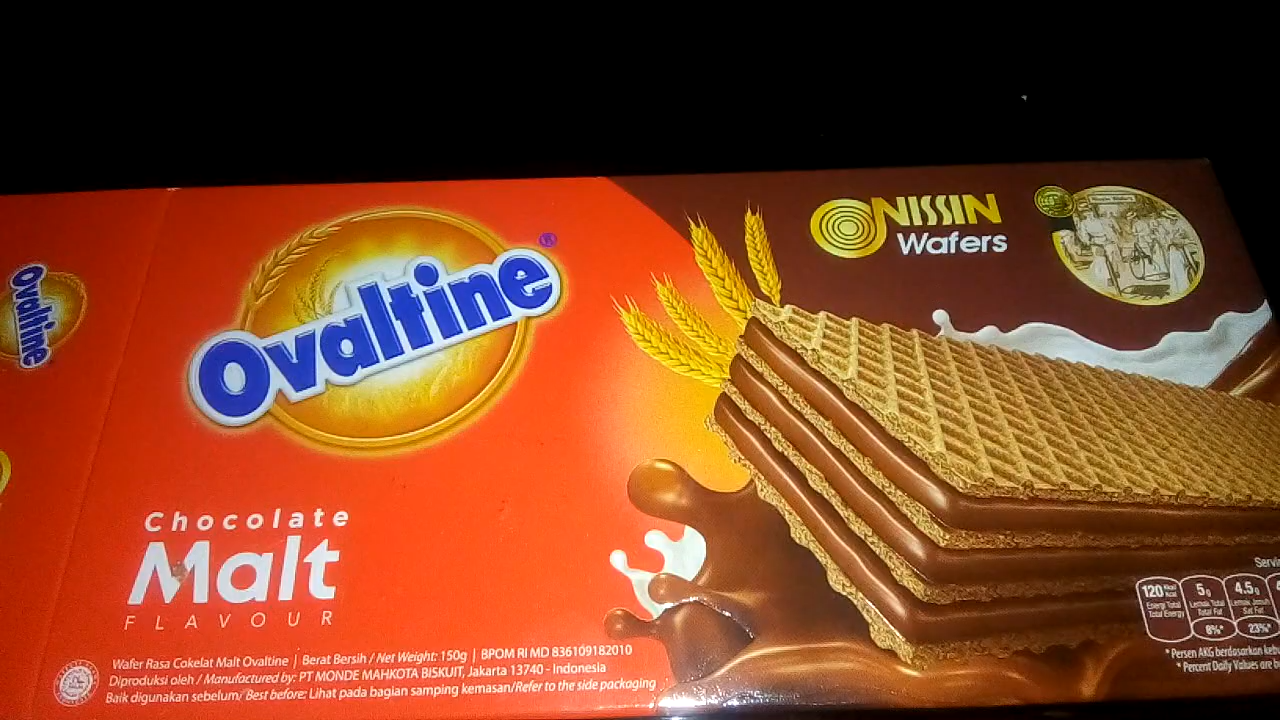 Ovaltine
Ovaltine®
NISSIN
Wafers
Chocolate
Malt
FLAVOUR
Wafer Rasa Cokelat Malt Ovaltine | Berat Bersih / Net Weight: 150g | BPOM RI MD 836109182010
Diproduksi oleh / Manufactured by: PT MONDE MAHKOTA BISKUIT, Jakarta 13740 - Indonesia
Baik digunakan sebelum/ Best before: Lihat pada bagian samping kemasan/Refer to the side packaging
120 Kkal Kcal
Energi Total
Total Energy
5g
Lemak Total
Total Fat
8%*
4.5g
Lemak Jenuh
Sat Fat
23%*
* Persen AKG berdasarkan
* Percent Daily Values are